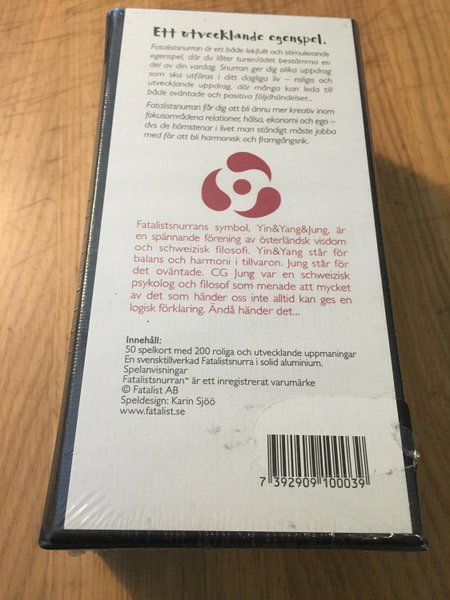 Ett utvecklande egenspel.
Fatalistsnurran är ett både lekfullt och stimulerande
egenspel, där du låter turen/ödet bestämma en
del av din vardag. Snurran ger dig olika uppdrag
som ska utföras i ditt dagliga liv – roliga och
utvecklande uppdrag, där många kan leda till
både oväntade och positiva följdhändelser...
Fatalistsnurran får dig att bli ännu mer kreativ inom
fokusområdena relationer, hälsa, ekonomi och ego –
dvs de hörnstenar i livet man ständigt måste jobba
med för att bli harmonisk och framgångsrik.
Fatalistsnurrans symbol, Yin&Yang&Jung, är
en spännande förening av österländsk visdom
och schweizisk filosofi. Yin&Yang står för
balans och harmoni i tillvaron. Jung står för
det oväntade. CG Jung var en schweizisk
psykolog och filosof som menade att mycket
av det som händer oss inte alltid kan ges en
logisk förklaring. Ändå händer det...
Innehåll:
50 spelkort med 200 roliga och utvecklande uppmaningar
En svensktillverkad Fatalistsnurra i solid aluminium.
Spelanvisningar
Fatalistsnurran™ är ett inregistrerat varumärke
© Fatalist AB
Speldesign: Karin Sjöö
www.fatalist.se
7 392909 100039